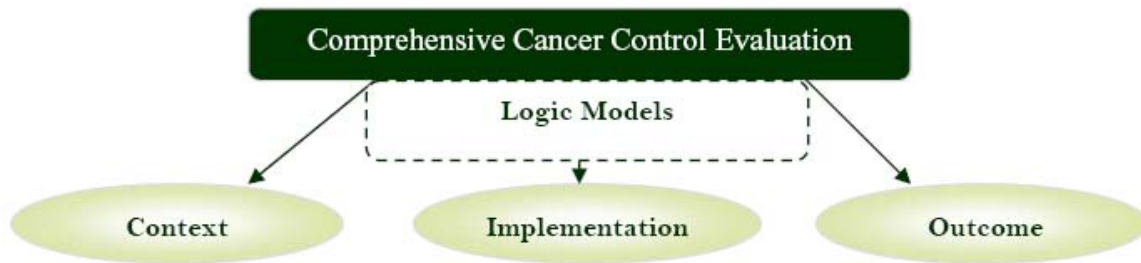 Comprehensive Cancer Control Evaluation
Logic Models
Context
Implementation
Outcome